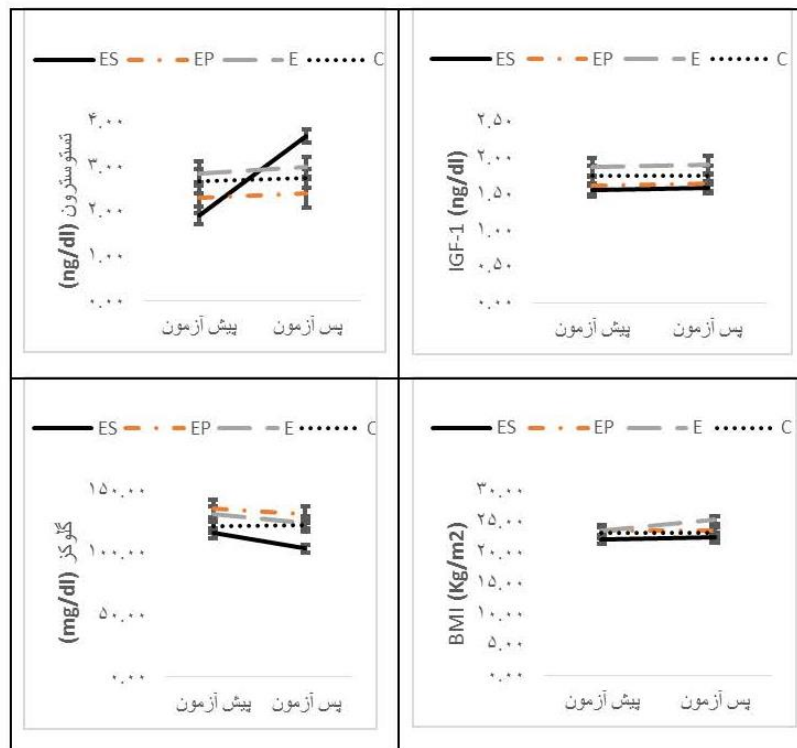 ES EP E C
۴.۰۰
۳.۰۰
۲.۰۰
۱.۰۰
۰.۰۰
تستوسترون (ng/dl)
پیش آزمون پس آزمون
ES EP E C
۲.۵۰
۲.۰۰
۱.۵۰
۱.۰۰
۰.۵۰
۰.۰۰
IGF-1 (ng/dl)
پیش آزمون پس آزمون
ES EP E C
۱۵۰.۰۰
۱۰۰.۰۰
۵۰.۰۰
۰.۰۰
گلوکز (mg/dl)
پیش آزمون پس آزمون
ES EP E C
۳۰.۰۰
۲۵.۰۰
۲۰.۰۰
۱۵.۰۰
۱۰.۰۰
۵.۰۰
۰.۰۰
BMI (Kg/m2)
پیش آزمون پس آزمون